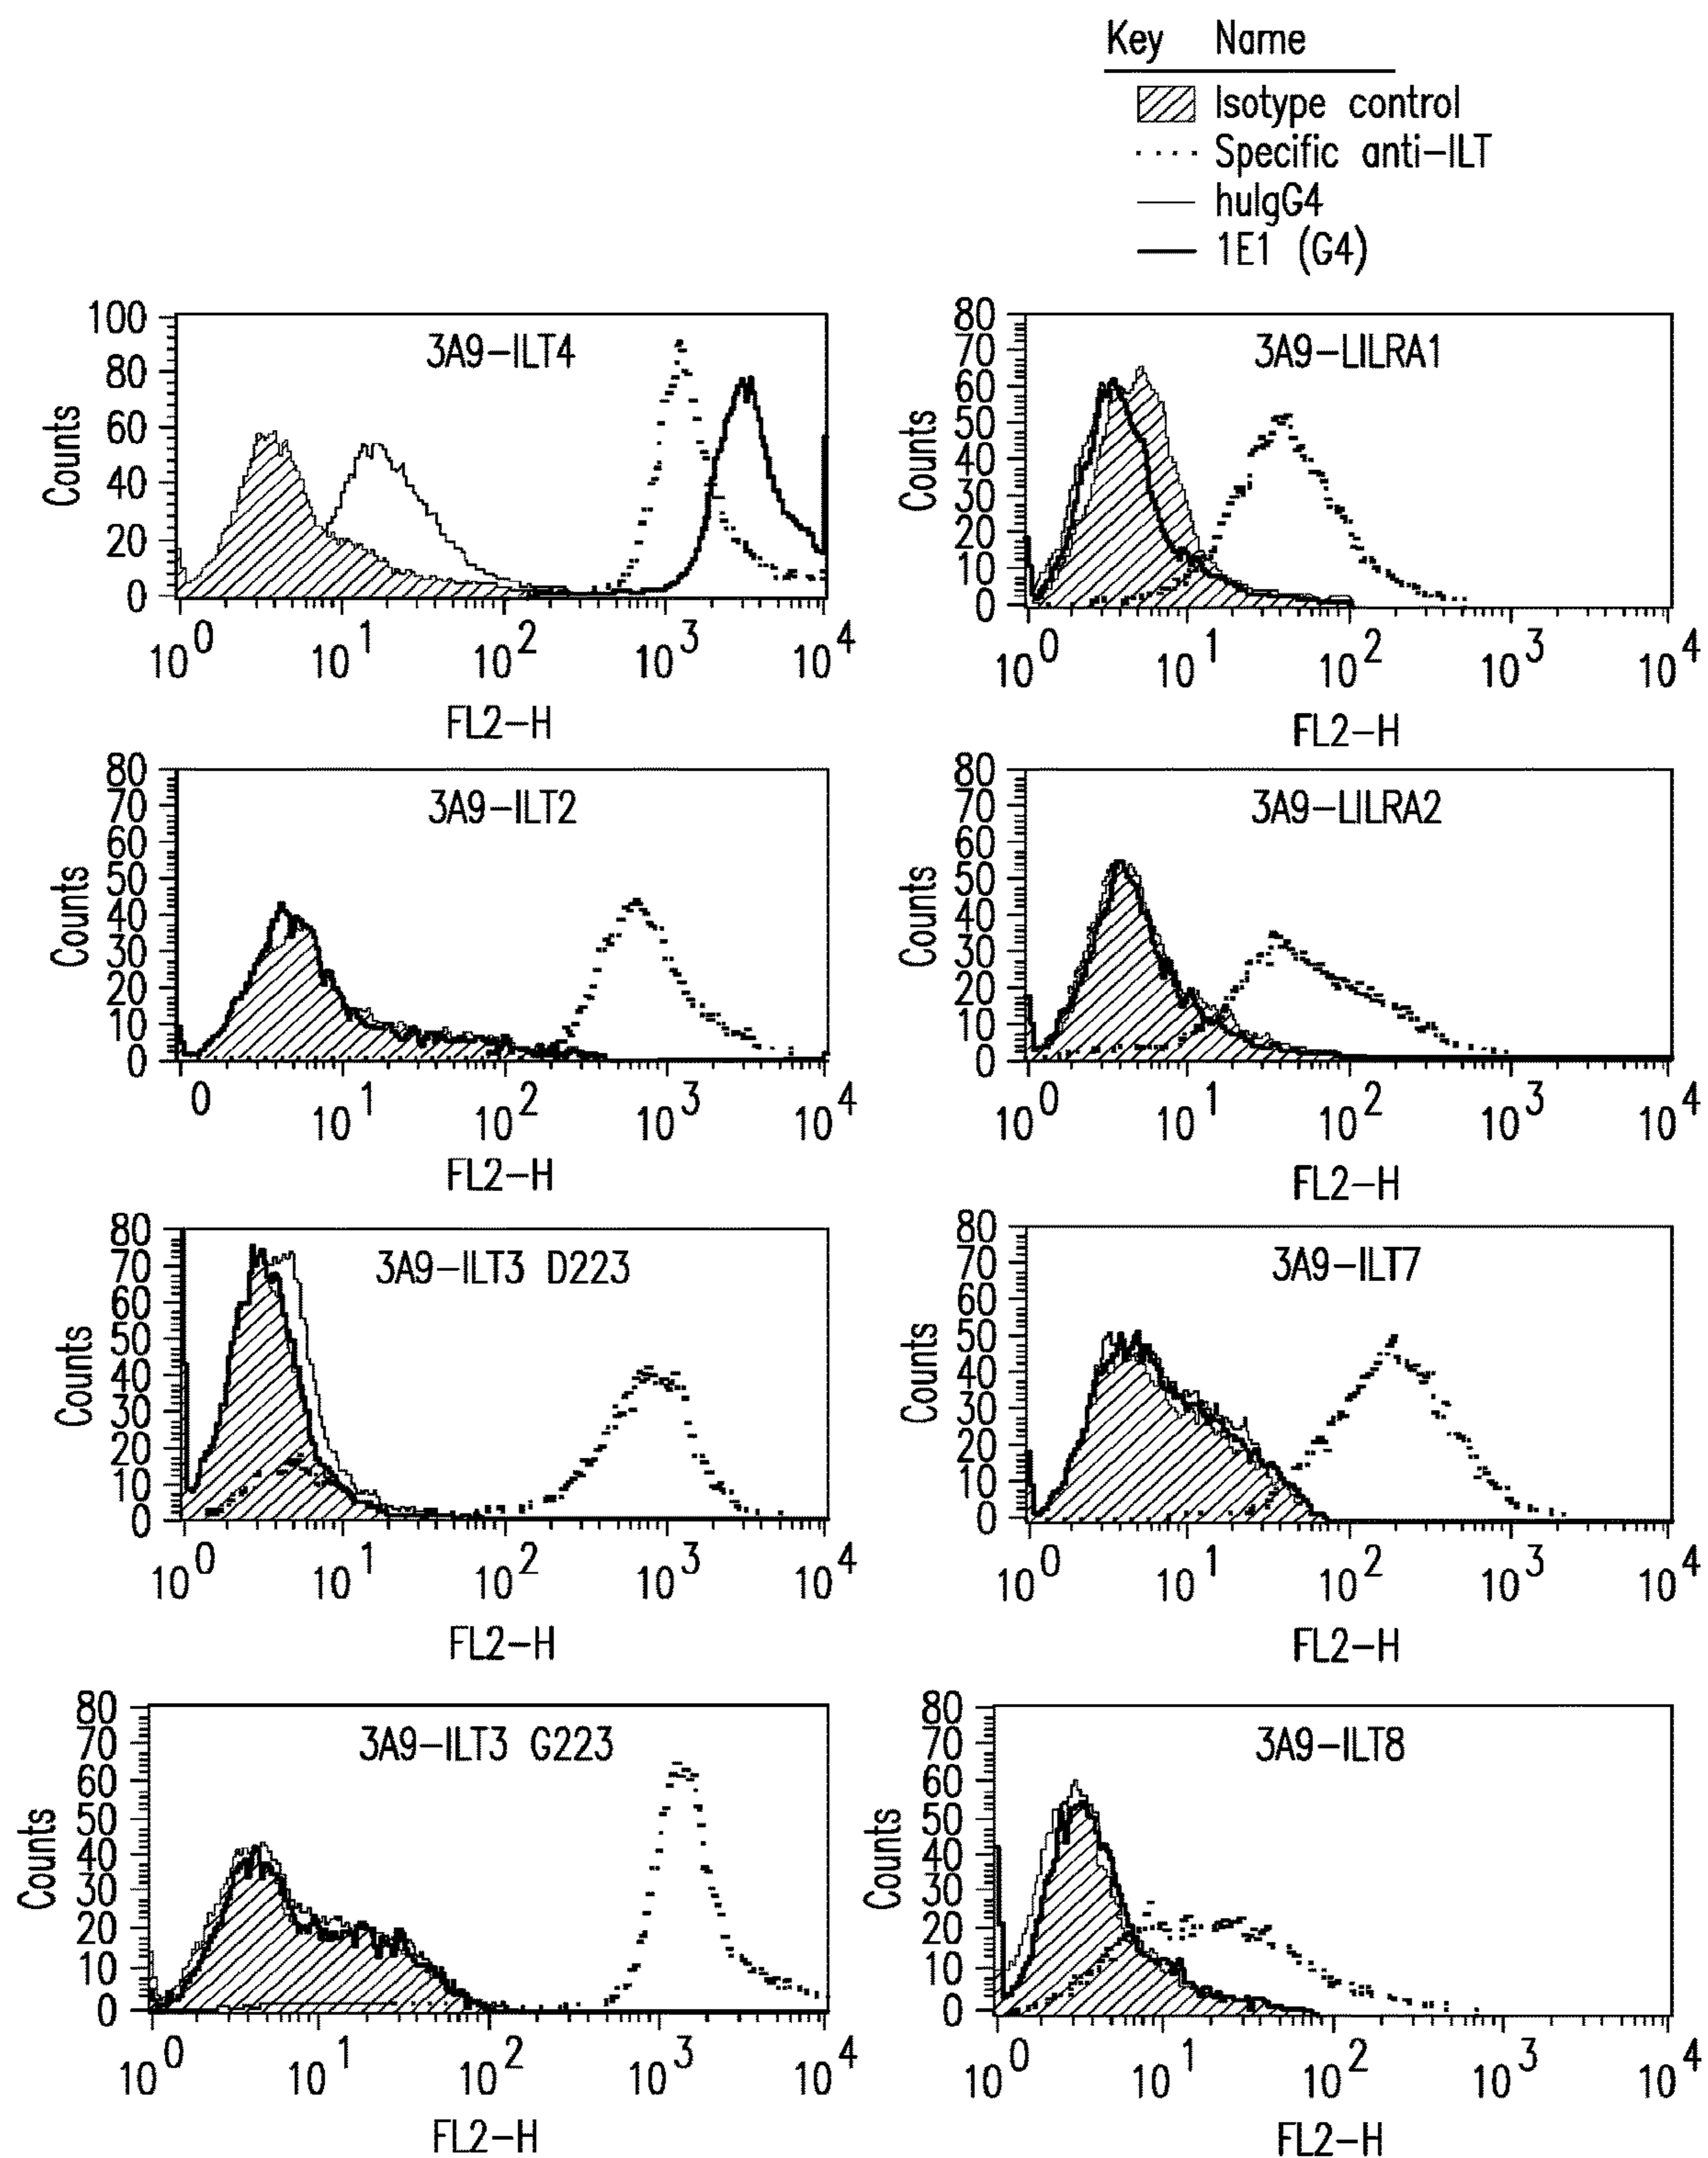 Key Name
Isotype control
Specific anti-ILT
huIgG4
1E1 (G4)
3A9-ILT4
Counts
100
80
60
40
20
0
10^0 10^1 10^2 10^3 10^4
FL2-H
3A9-LILRA1
Counts
80
70
60
50
40
30
20
10
0
10^0 10^1 10^2 10^3 10^4
FL2-H
3A9-ILT2
Counts
80
70
60
50
40
30
20
10
0
0 10^1 10^2 10^3 10^4
FL2-H
3A9-LILRA2
Counts
80
70
60
50
40
30
20
10
0
10^0 10^1 10^2 10^3 10^4
FL2-H
3A9-ILT3 D223
Counts
80
70
60
50
40
30
20
10
0
10^0 10^1 10^2 10^3 10^4
FL2-H
3A9-ILT7
Counts
80
70
60
50
40
30
20
10
0
10^0 10^1 10^2 10^3 10^4
FL2-H
3A9-ILT3 G223
Counts
80
70
60
50
40
30
20
10
0
10^0 10^1 10^2 10^3 10^4
FL2-H
3A9-ILT8
Counts
80
70
60
50
40
30
20
10
0
10^0 10^1 10^2 10^3 10^4
FL2-H